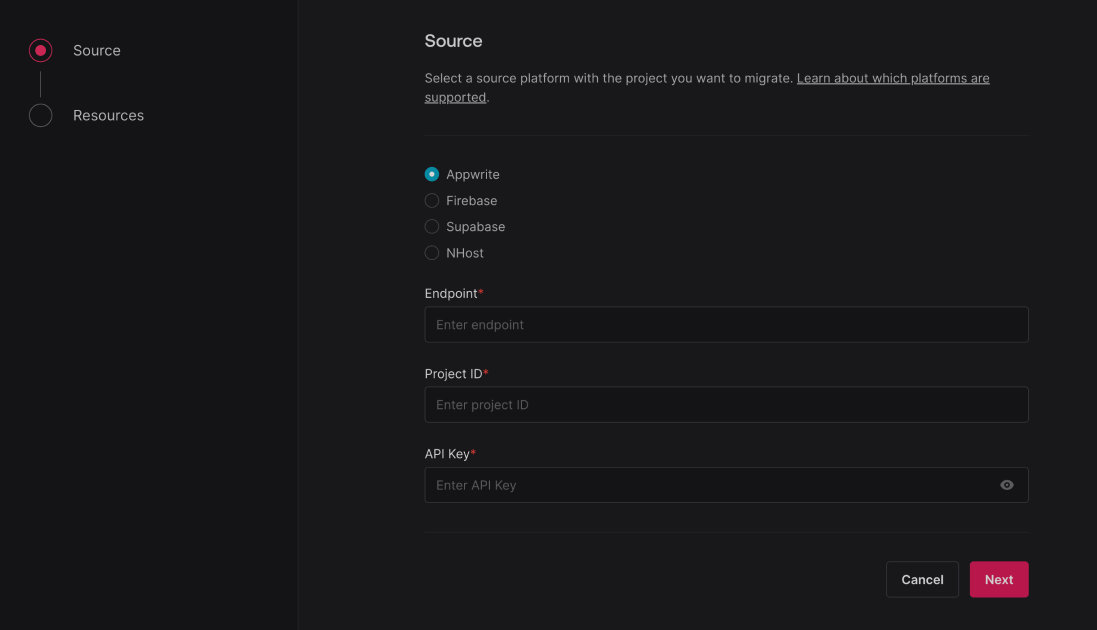 Source
Resources
Source
Select a source platform with the project you want to migrate. Learn about which platforms are
supported.
Appwrite
Firebase
Supabase
NHost
Endpoint*
Enter endpoint
Project ID*
Enter project ID
API Key*
Enter API Key
Cancel
Next